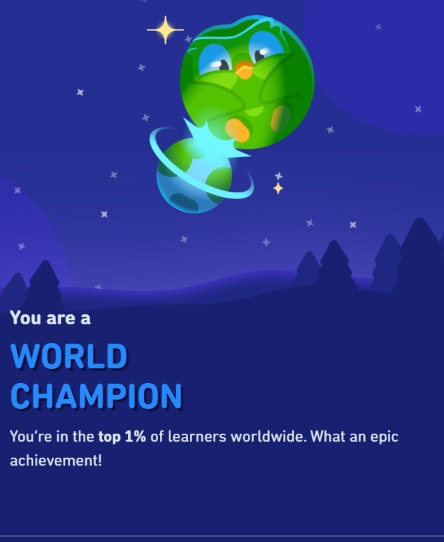 You are a
WORLD
CHAMPION
You're in the top 1% of learners worldwide. What an epic
achievement!